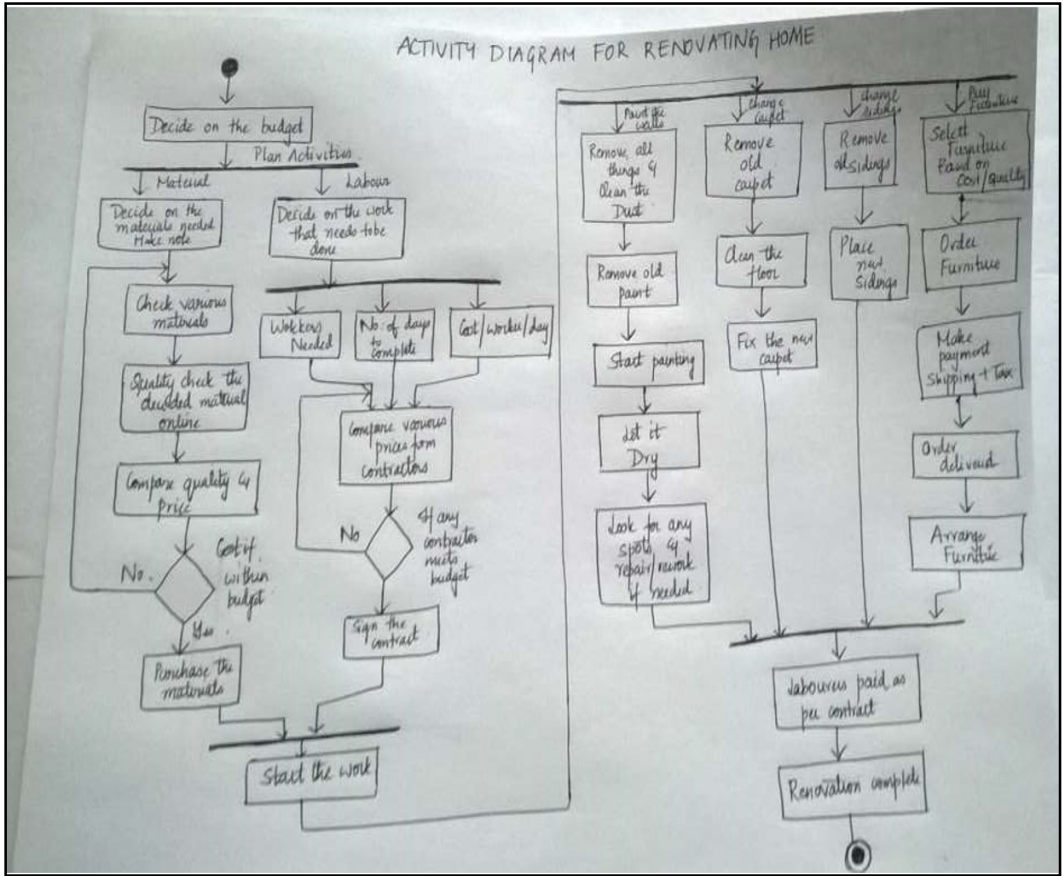 ACTIVITY DIAGRAM FOR RENOVATING HOME
Decide on the budget
Plan Activities
Material
Labour
Decide on the
materials needed
Make note
Decide on the work
that needs to be
done
Check various
materials
Quality check the
decided material
online
Compare quality &
Price
No.
Cost if
within
budget
Yes.
Purchase the
materials
Workers
Needed
No: of days
to
complete
Cost/worker/day
Compare various
prices from
contractors
No
If any
contractor
meets
budget
Sign the
contract
Start the work
Paint the
walls
Remove all
things &
Clean the
Dust
Remove old
paint
Start painting
Let it
Dry
Look for any
spots, &
repair/rework
if needed
change
carpet
Remove
old
carpet
Clean the
floor
Fix the new
carpet
change
sidings
Remove
old sidings
Place
new
sidings
Buy
Furniture
Select
Furniture
Based on
Cost/Quality
Order
Furniture
Make
payment
Shipping + Tax
Order
delivered
Arrange
Furniture
Labourers paid as
per contract
Renovation complete